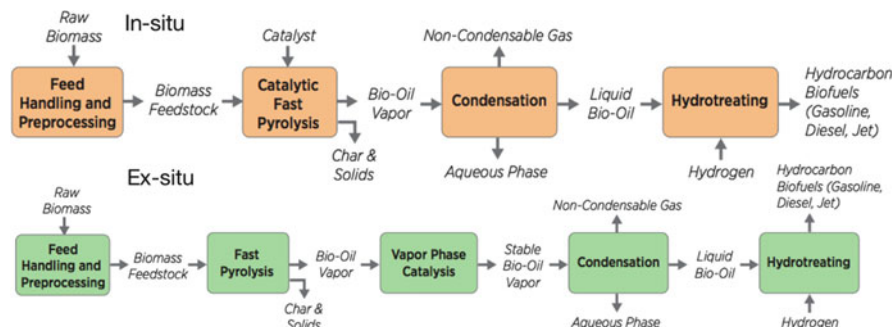 In-situ
Raw
Biomass
Catalyst
Non-Condensable Gas
Feed
Handling and
Preprocessing
Biomass
Feedstock
Catalytic
Fast
Pyrolysis
Bio-Oil
Vapor
Condensation
Liquid
Bio-Oil
Hydrotreating
Hydrocarbon
Biofuels
(Gasoline,
Diesel, Jet)
Char &
Solids
Aqueous Phase
Hydrogen
Ex-situ
Raw
Biomass
Non-Condensable Gas
Hydrocarbon
Biofuels (Gasoline,
Diesel, Jet)
Feed
Handling and
Preprocessing
Biomass
Feedstock
Fast
Pyrolysis
Bio-Oil
Vapor
Vapor Phase
Catalysis
Stable
Bio-Oil
Vapor
Condensation
Liquid
Bio-Oil
Hydrotreating
Char &
Solids
Aqueous Phase
Hydrogen